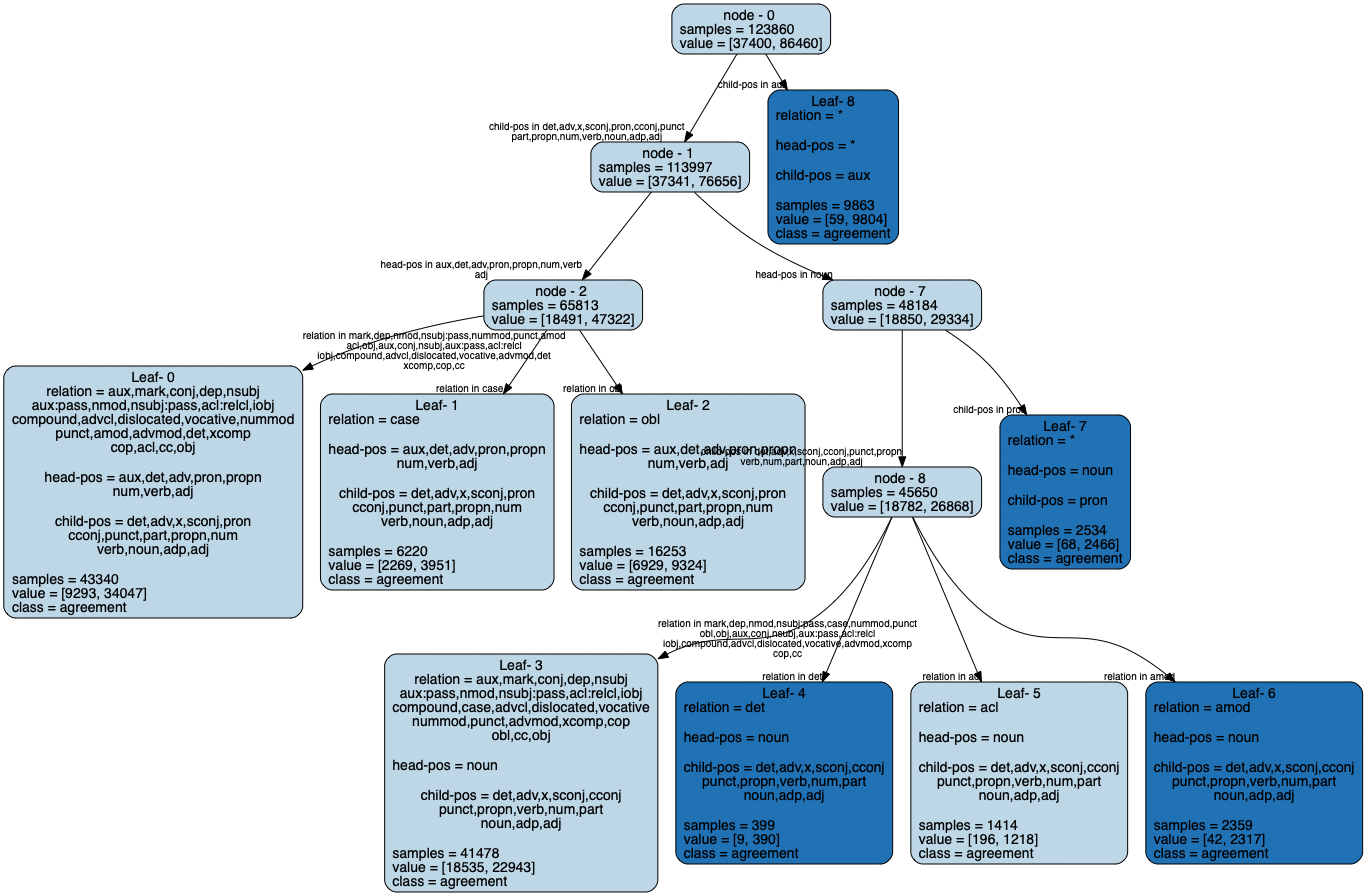 node - 0
samples = 123860
value = [37400, 86460]
child-pos in aux
Leaf- 8
relation = *
head-pos = *
child-pos = aux
samples = 9863
value = [59, 9804]
class = agreement
child-pos in det,adv,x,sconj,pron,cconj,punct
part,propn,num,verb,noun,adp,adj
node - 1
samples = 113997
value = [37341, 76656]
head-pos in aux,det,adv,pron,propn,num,verb
adj
head-pos in noun
node - 2
samples = 65813
value = [18491, 47322]
node - 7
samples = 48184
value = [18850, 29334]
relation in mark,dep,nmod,nsubj:pass,nummod,punct,amod
acl,obj,aux,conj,nsubj,aux:pass,acl:relcl
iobj,compound,advcl,dislocated,vocative,advmod,det
xcomp,cop,cc
relation in case
relation in obl
Leaf- 0
relation = aux,mark,conj,dep,nsubj
aux:pass,nmod,nsubj:pass,acl:relcl,iobj
compound,advcl,dislocated,vocative,nummod
punct,amod,advmod,det,xcomp
cop,acl,cc,obj
head-pos = aux,det,adv,pron,propn
num,verb,adj
child-pos = det,adv,x,sconj,pron
cconj,punct,part,propn,num
verb,noun,adp,adj
samples = 43340
value = [9293, 34047]
class = agreement
Leaf- 1
relation = case
head-pos = aux,det,adv,pron,propn
num,verb,adj
child-pos = det,adv,x,sconj,pron
cconj,punct,part,propn,num
verb,noun,adp,adj
samples = 6220
value = [2269, 3951]
class = agreement
Leaf- 2
relation = obl
head-pos = aux,det,adv,pron,propn
num,verb,adj
child-pos = det,adv,x,sconj,pron
cconj,punct,part,propn,num
verb,noun,adp,adj
samples = 16253
value = [6929, 9324]
class = agreement
child-pos in det,adv,x,sconj,cconj,punct,propn
verb,num,part,noun,adp,adj
child-pos in pron
Leaf- 7
relation = *
head-pos = noun
child-pos = pron
samples = 2534
value = [68, 2466]
class = agreement
node - 8
samples = 45650
value = [18782, 26868]
relation in mark,dep,nmod,nsubj:pass,case,nummod,punct
obl,obj,aux,conj,nsubj,aux:pass,acl:relcl
iobj,compound,advcl,dislocated,vocative,advmod,xcomp
cop,cc
relation in det
relation in acl
relation in amod
Leaf- 3
relation = aux,mark,conj,dep,nsubj
aux:pass,nmod,nsubj:pass,acl:relcl,iobj
compound,case,advcl,dislocated,vocative
nummod,punct,advmod,xcomp,cop
obl,cc,obj
head-pos = noun
child-pos = det,adv,x,sconj,cconj
punct,propn,verb,num,part
noun,adp,adj
samples = 41478
value = [18535, 22943]
class = agreement
Leaf- 4
relation = det
head-pos = noun
child-pos = det,adv,x,sconj,cconj
punct,propn,verb,num,part
noun,adp,adj
samples = 399
value = [9, 390]
class = agreement
Leaf- 5
relation = acl
head-pos = noun
child-pos = det,adv,x,sconj,cconj
punct,propn,verb,num,part
noun,adp,adj
samples = 1414
value = [196, 1218]
class = agreement
Leaf- 6
relation = amod
head-pos = noun
child-pos = det,adv,x,sconj,cconj
punct,propn,verb,num,part
noun,adp,adj
samples = 2359
value = [42, 2317]
class = agreement